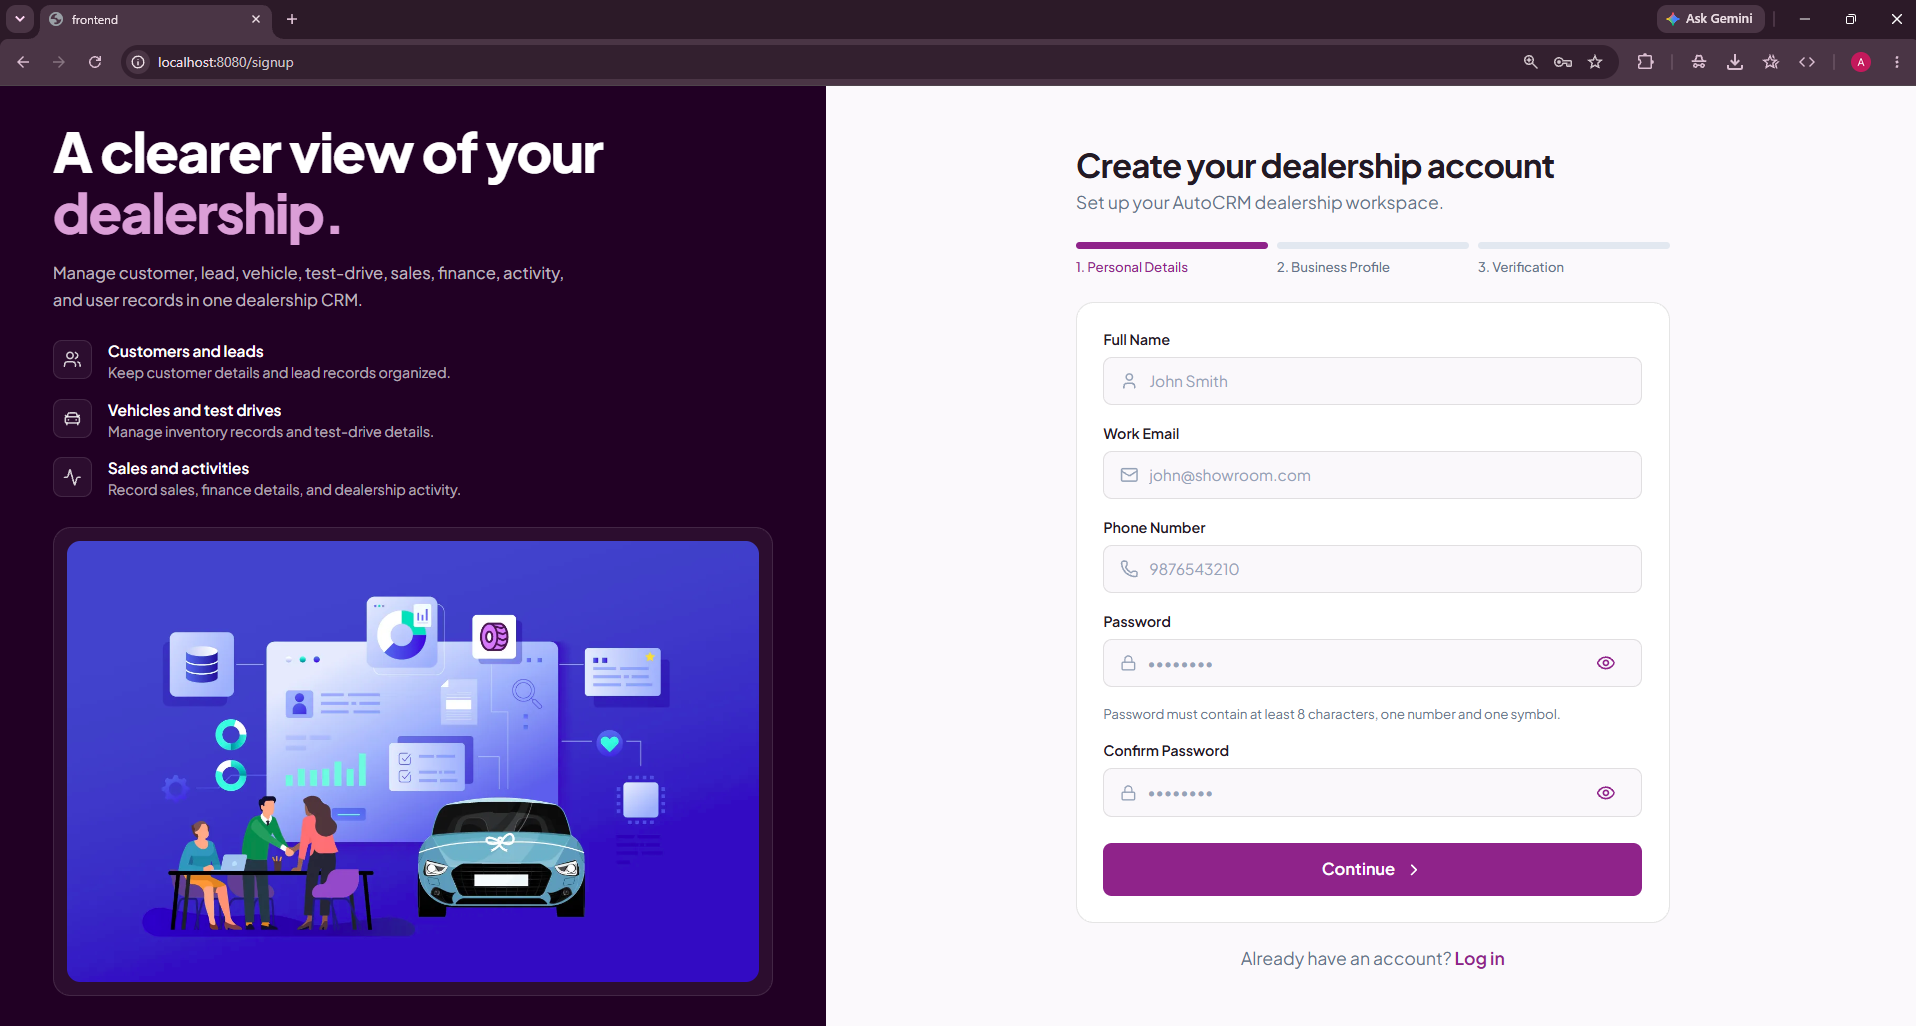 frontend
Ask Gemini
localhost:8080/signup
A
A clearer view of your
dealership.
Manage customer, lead, vehicle, test-drive, sales, finance, activity,
and user records in one dealership CRM.
Customers and leads
Keep customer details and lead records organized.
Vehicles and test drives
Manage inventory records and test-drive details.
Sales and activities
Record sales, finance details, and dealership activity.
Create your dealership account
Set up your AutoCRM dealership workspace.
1. Personal Details
2. Business Profile
3. Verification
Full Name
John Smith
Work Email
john@showroom.com
Phone Number
9876543210
Password
••••••••
Password must contain at least 8 characters, one number and one symbol.
Confirm Password
••••••••
Continue
Already have an account? Log in